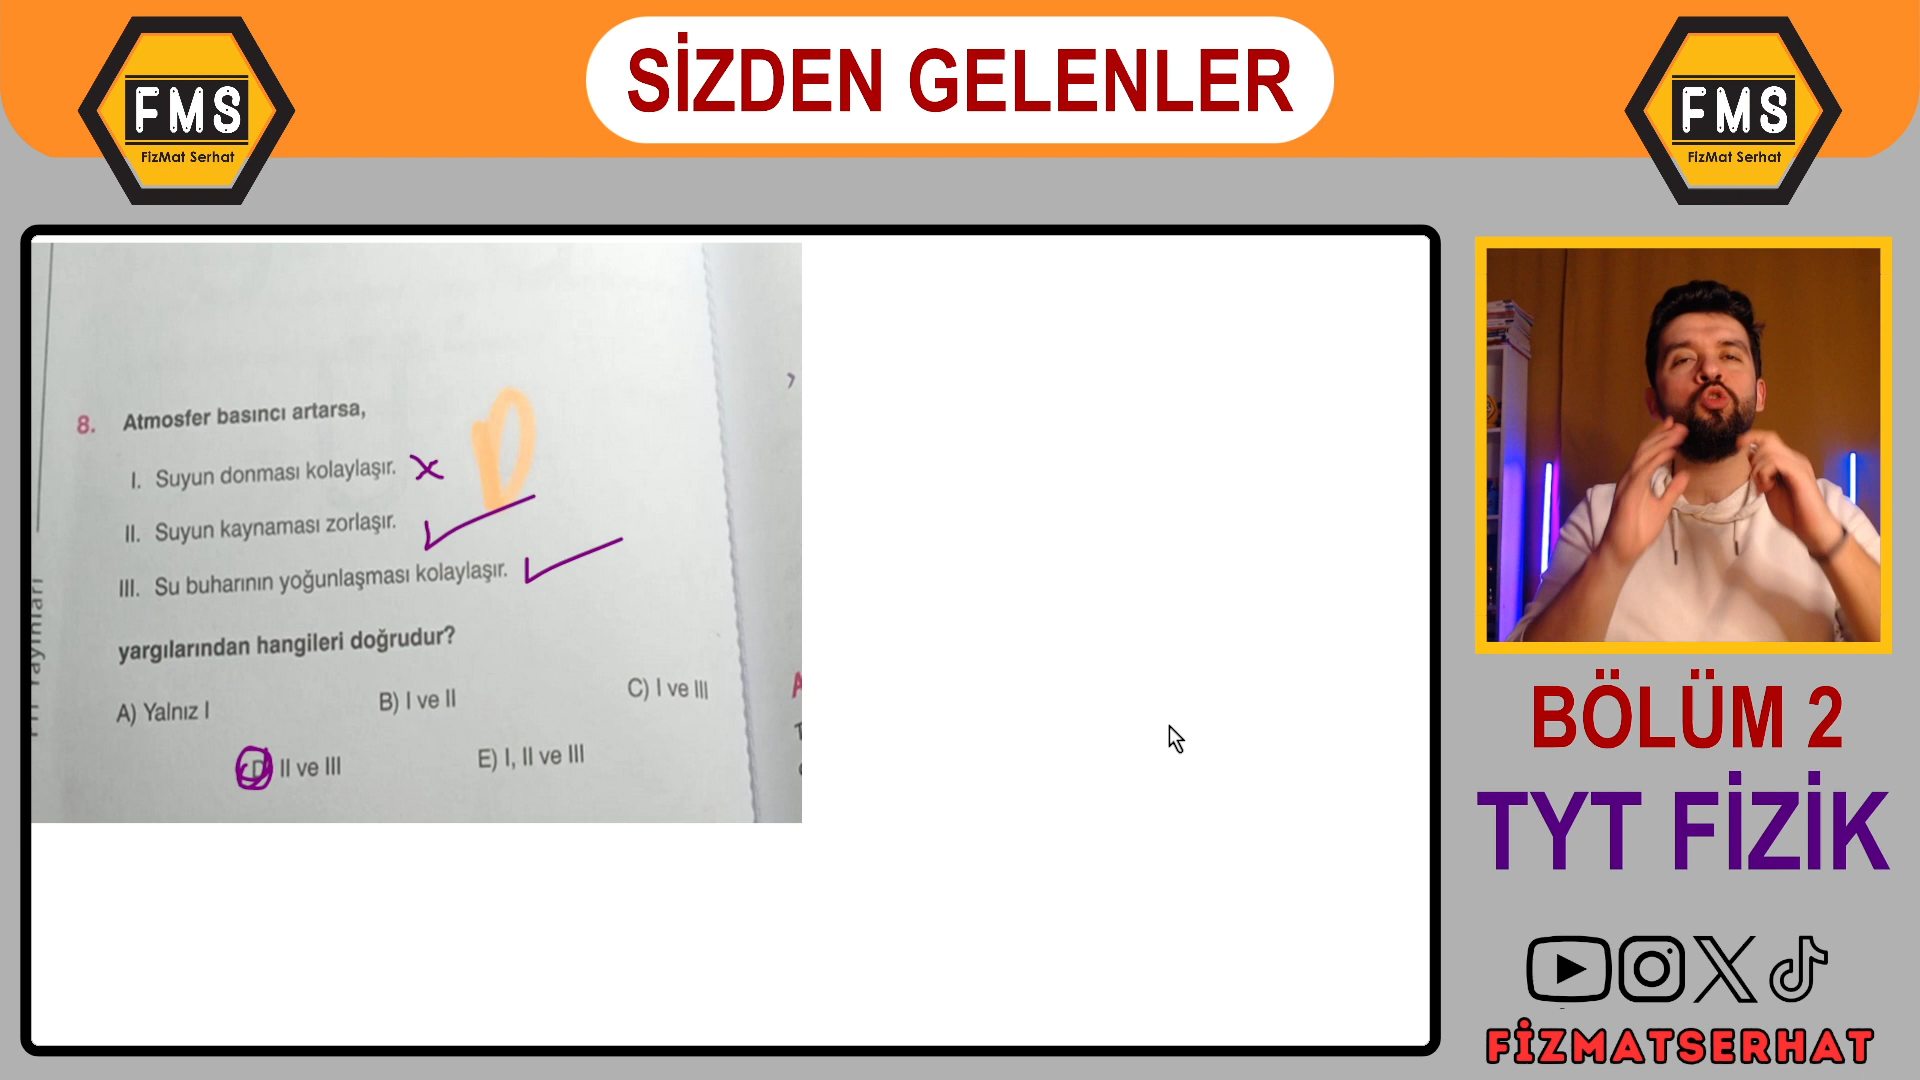 SİZDEN GELENLER
FMS
FizMat Serhat
FMS
FizMat Serhat
8. Atmosfer basıncı artarsa,
I. Suyun donması kolaylaşır.
II. Suyun kaynaması zorlaşır.
III. Su buharının yoğunlaşması kolaylaşır.
yargılarından hangileri doğrudur?
A) Yalnız I B) I ve II C) I ve III
D) II ve III E) I, II ve III
D
BÖLÜM 2
TYT FİZİK
FİZMATSERHAT